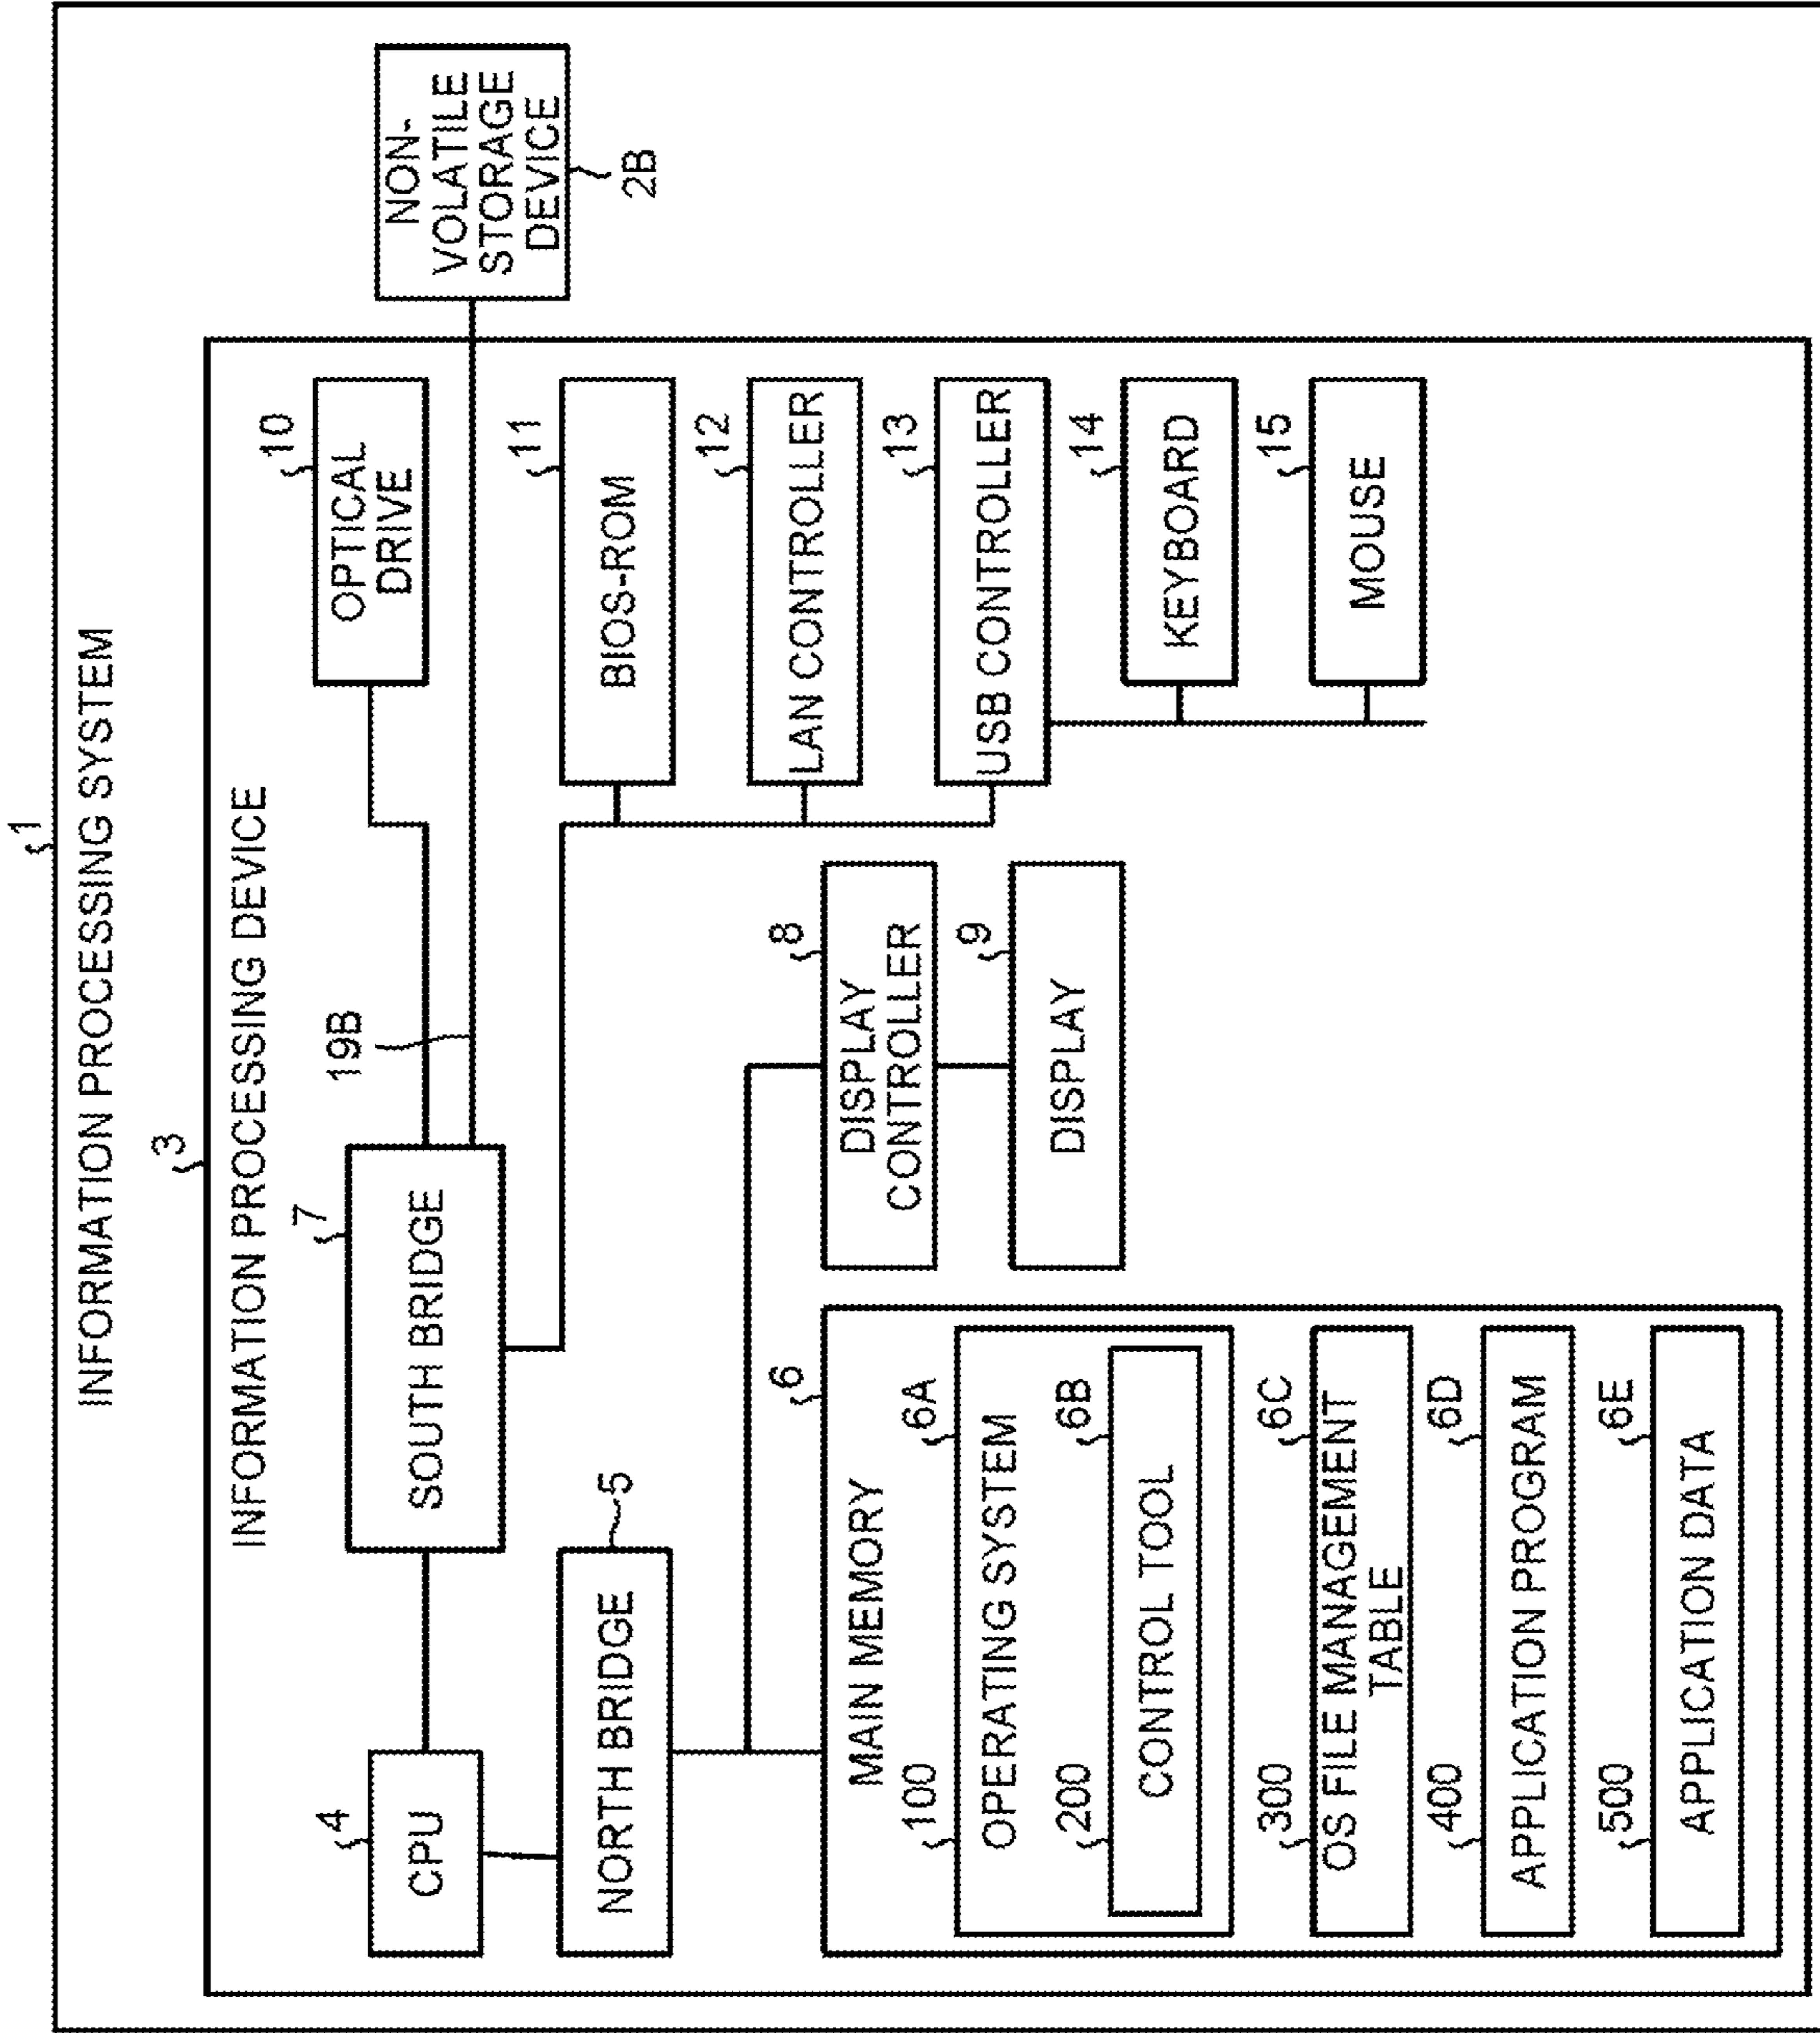 1
INFORMATION PROCESSING SYSTEM
3
INFORMATION PROCESSING DEVICE
4
CPU
7
SOUTH BRIDGE
19B
10
OPTICAL
DRIVE
NON-
VOLATILE
STORAGE
DEVICE
2B
5
NORTH BRIDGE
11
BIOS-ROM
12
LAN CONTROLLER
13
USB CONTROLLER
14
KEYBOARD
15
MOUSE
8
DISPLAY
CONTROLLER
9
DISPLAY
6
MAIN MEMORY
100
6A
OPERATING SYSTEM
200
6B
CONTROL TOOL
300
6C
OS FILE MANAGEMENT
TABLE
400
6D
APPLICATION PROGRAM
500
6E
APPLICATION DATA